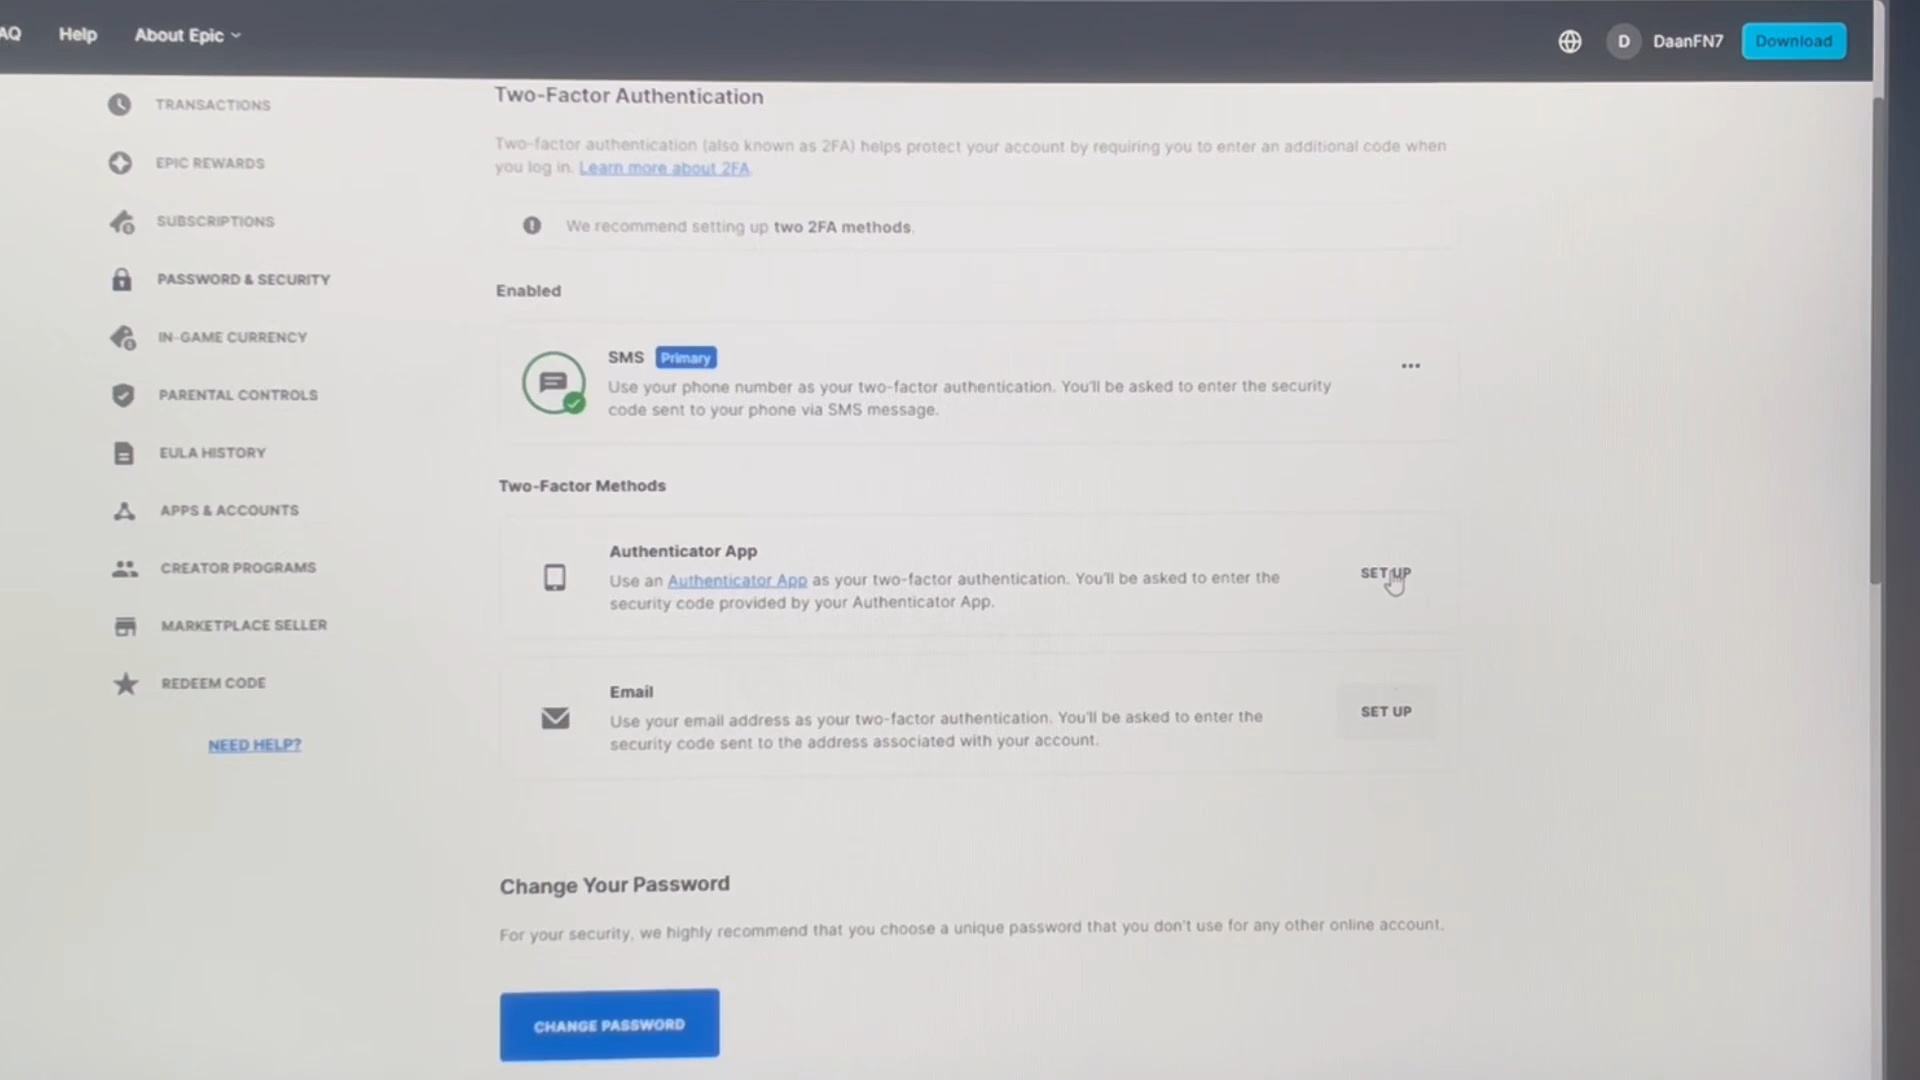 AQ
Help
About Epic
D
DaanFN7
Download
TRANSACTIONS
EPIC REWARDS
SUBSCRIPTIONS
PASSWORD & SECURITY
IN-GAME CURRENCY
PARENTAL CONTROLS
EULA HISTORY
APPS & ACCOUNTS
CREATOR PROGRAMS
MARKETPLACE SELLER
REDEEM CODE
NEED HELP?
Two-Factor Authentication
Two-factor authentication (also known as 2FA) helps protect your account by requiring you to enter an additional code when
you log in. Learn more about 2FA.
We recommend setting up two 2FA methods.
Enabled
SMS Primary
Use your phone number as your two-factor authentication. You'll be asked to enter the security
code sent to your phone via SMS message.
Two-Factor Methods
Authenticator App
Use an Authenticator App as your two-factor authentication. You'll be asked to enter the
security code provided by your Authenticator App.
SET UP
Email
Use your email address as your two-factor authentication. You'll be asked to enter the
security code sent to the address associated with your account.
SET UP
Change Your Password
For your security, we highly recommend that you choose a unique password that you don't use for any other online account.
CHANGE PASSWORD